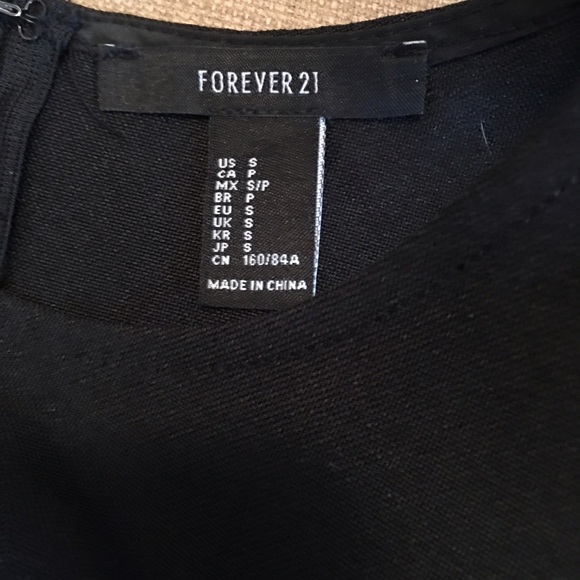 FOREVER 21
US S
CA P
MX S/P
BR P
EU S
UK S
KR S
JP S
CN 160/84A
MADE IN CHINA